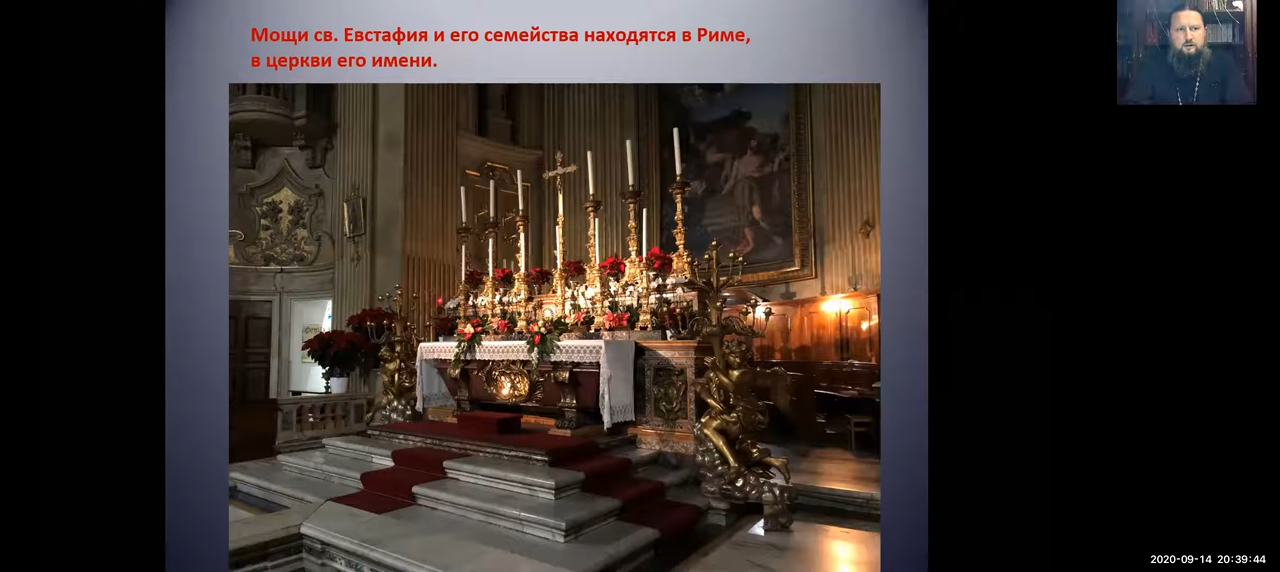 Мощи св. Евстафия и его семейства находятся в Риме,
в церкви его имени.
2020-09-14 20:39:44